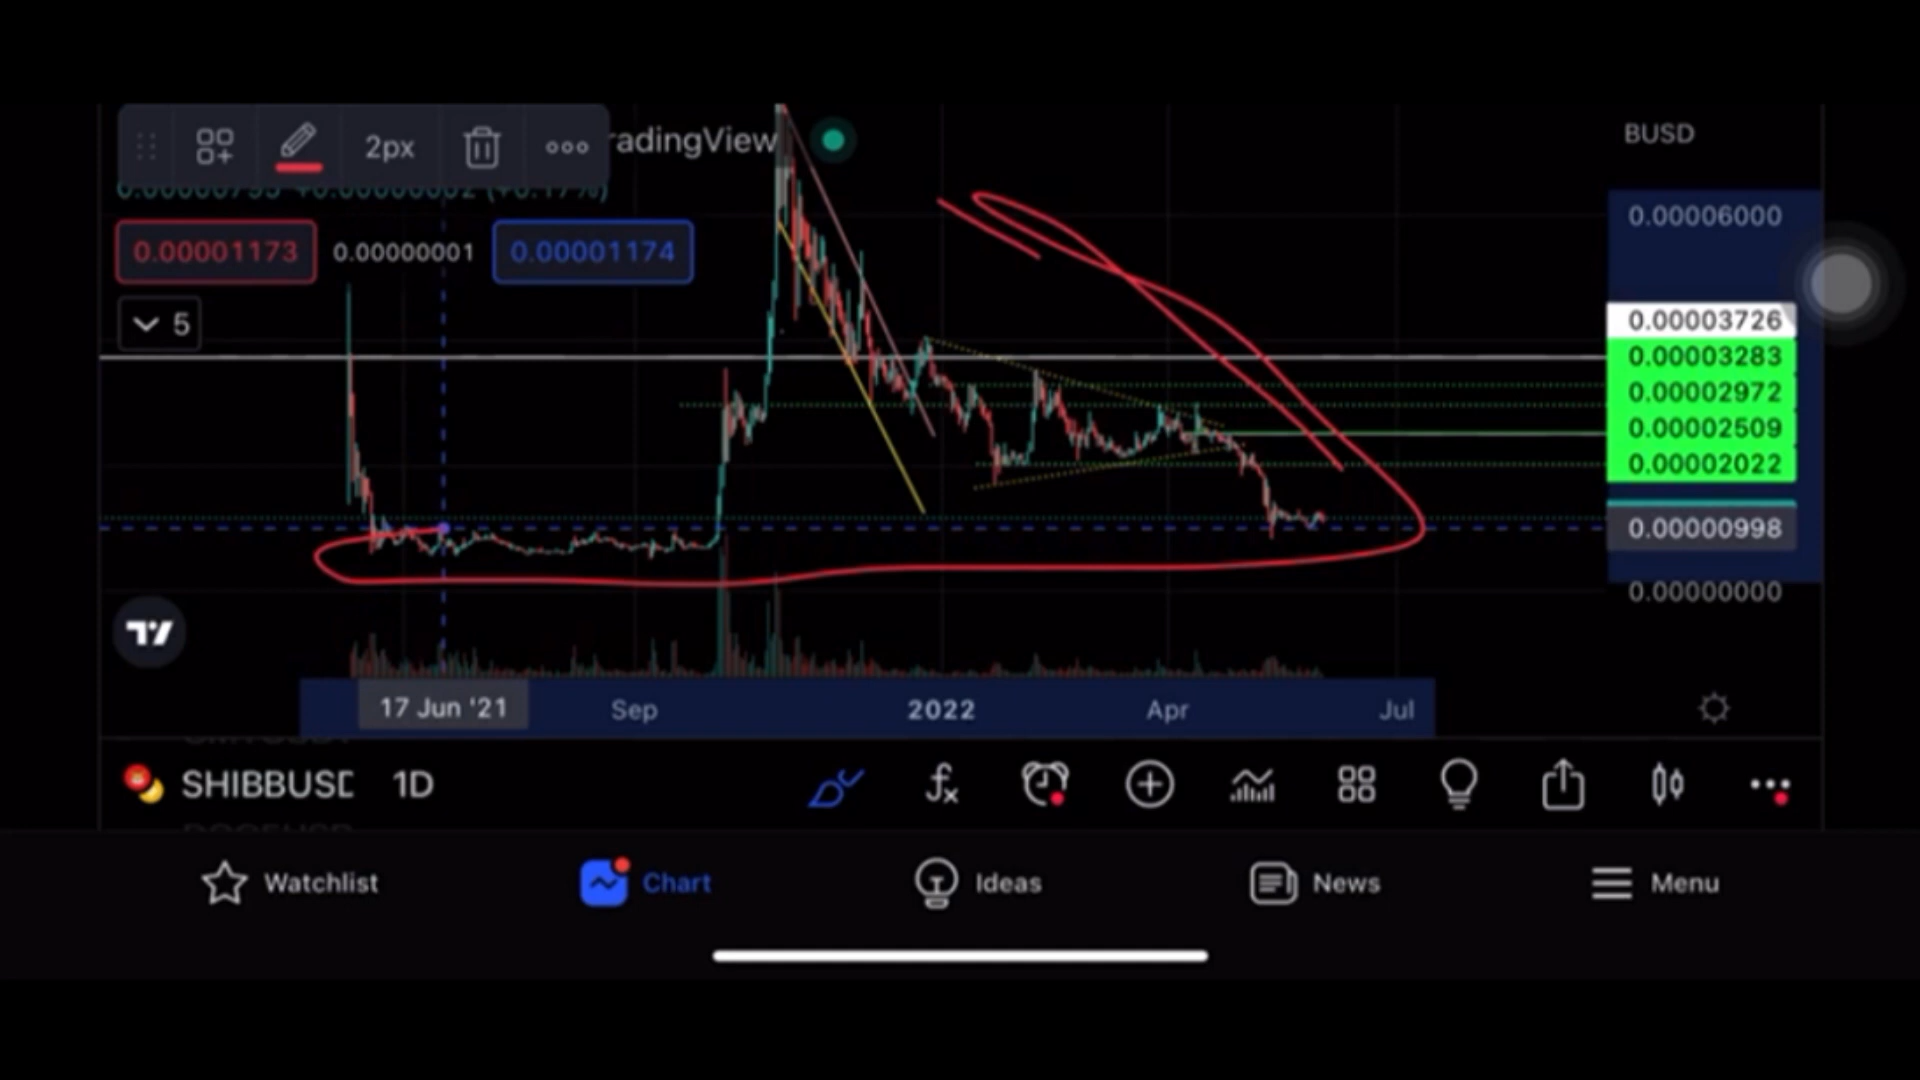 2px
radingView
BUSD
0.00006000
0.00001173
0.00000001
0.00001174
5
0.00003726
0.00003283
0.00002972
0.00002509
0.00002022
0.00000998
0.00000000
17 Jun '21
Sep
2022
Apr
Jul
SHIBBUSD
1D
Watchlist
Chart
Ideas
News
Menu